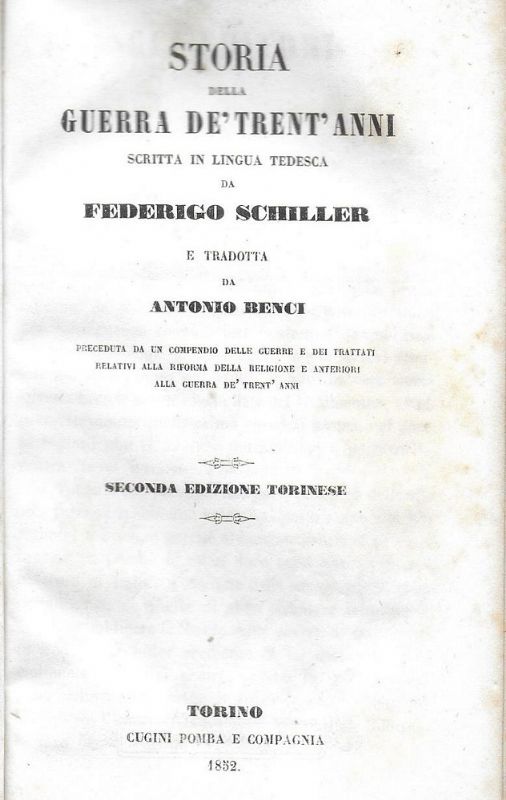 STORIA
DELLA
GUERRA DE' TRENT' ANNI
SCRITTA IN LINGUA TEDESCA
DA
FEDERIGO SCHILLER
E TRADOTTA
DA
ANTONIO BENCI
PRECEDUTA DA UN COMPENDIO DELLE GUERRE E DEI TRATTATI
RELATIVI ALLA RIFORMA DELLA RELIGIONE E ANTERIORI
ALLA GUERRA DE' TRENT' ANNI
SECONDA EDIZIONE TORINESE
TORINO
CUGINI POMBA E COMPAGNIA
1852.